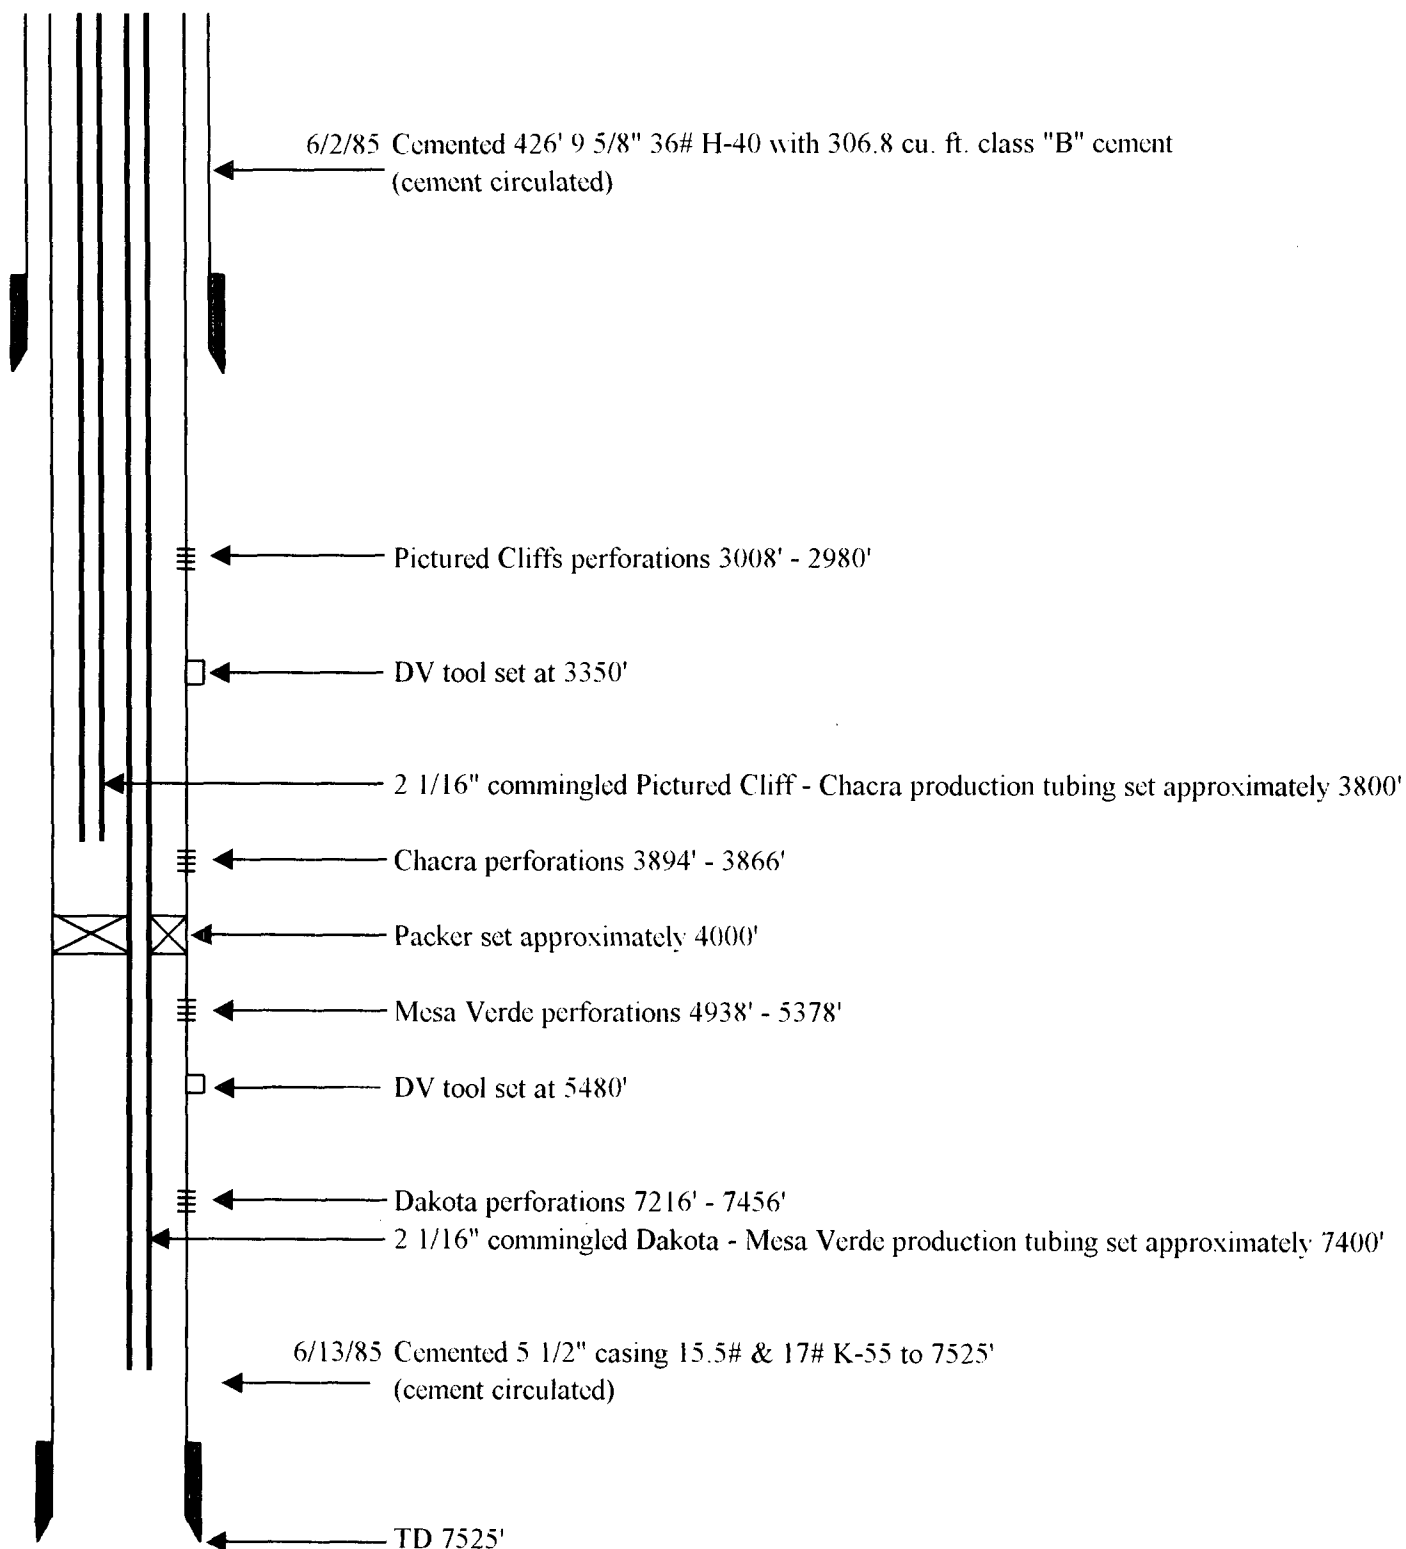 6/2/85 Cemented 426' 9 5/8" 36# H-40 with 306.8 cu. ft. class "B" cement
(cement circulated)
Pictured Cliffs perforations 3008' - 2980'
DV tool set at 3350'
2 1/16" commingled Pictured Cliff - Chacra production tubing set approximately 3800'
Chacra perforations 3894' - 3866'
Packer set approximately 4000'
Mesa Verde perforations 4938' - 5378'
DV tool set at 5480'
Dakota perforations 7216' - 7456'
2 1/16" commingled Dakota - Mesa Verde production tubing set approximately 7400'
6/13/85 Cemented 5 1/2" casing 15.5# & 17# K-55 to 7525'
(cement circulated)
TD 7525'